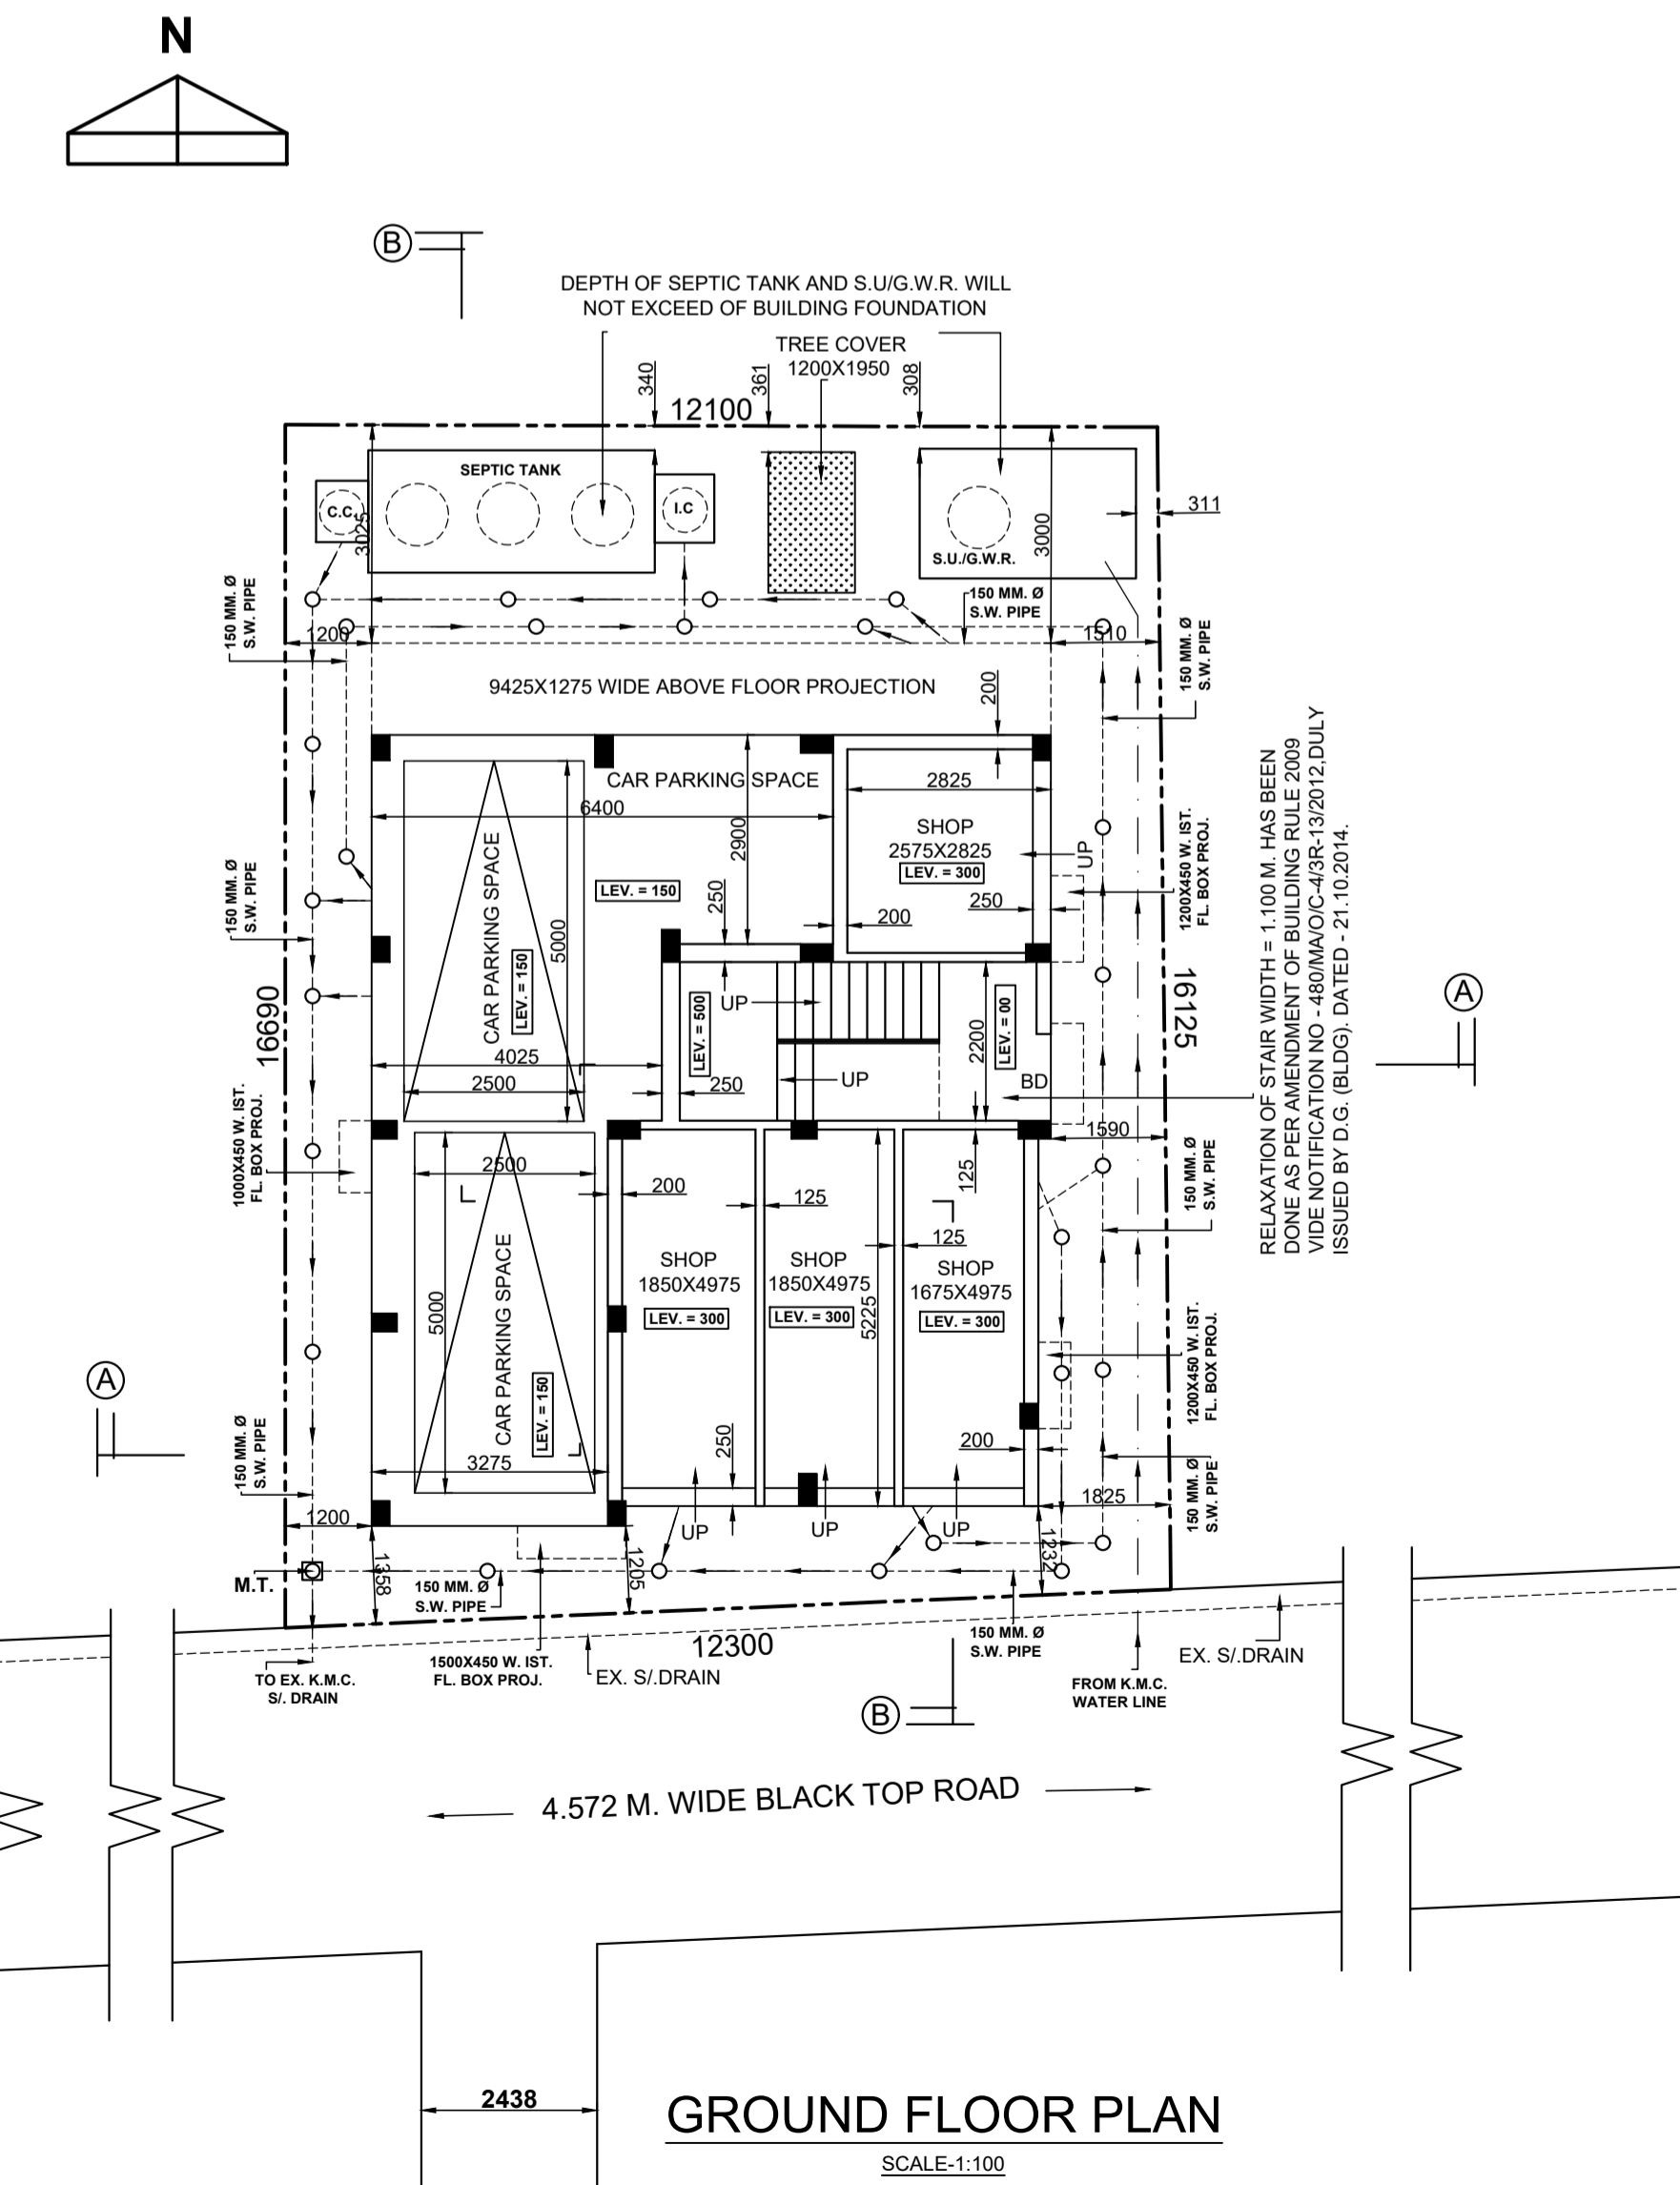 N
B
DEPTH OF SEPTIC TANK AND S.U/G.W.R. WILL
NOT EXCEED OF BUILDING FOUNDATION
TREE COVER
1200X1950
340
361
308
12100
SEPTIC TANK
C.C.
I.C
3025
3000
311
S.U./G.W.R.
150 MM. Ø
S.W. PIPE
150 MM. Ø
S.W. PIPE
1200
1510
150 MM. Ø
S.W. PIPE
9425X1275 WIDE ABOVE FLOOR PROJECTION
200
CAR PARKING SPACE
6400
2825
2900
SHOP
2575X2825
LEV. = 300
UP
1200X450 W. IST.
FL. BOX PROJ.
RELAXATION OF STAIR WIDTH = 1.100 M. HAS BEEN
DONE AS PER AMENDMENT OF BUILDING RULE 2009
VIDE NOTIFICATION NO - 480/MA/O/C-4/3R-13/2012,DULY
ISSUED BY D.G. (BLDG). DATED - 21.10.2014.
150 MM. Ø
S.W. PIPE
CAR PARKING SPACE
LEV. = 150
LEV. = 150
5000
250
200
250
16690
16125
A
UP
LEV. = 500
LEV. = 00
2200
4025
2500
250
UP
BD
1000X450 W. IST.
FL. BOX PROJ.
1590
2500
200
125
125
150 MM. Ø
S.W. PIPE
125
SHOP
1850X4975
LEV. = 300
SHOP
1850X4975
LEV. = 300
SHOP
1675X4975
LEV. = 300
5000
CAR PARKING SPACE
LEV. = 150
5225
1200X450 W. IST.
FL. BOX PROJ.
A
250
200
3275
150 MM. Ø
S.W. PIPE
150 MM. Ø
S.W. PIPE
1825
1200
UP
UP
UP
1358
1205
1232
M.T.
150 MM. Ø
S.W. PIPE
12300
150 MM. Ø
S.W. PIPE
TO EX. K.M.C.
S/. DRAIN
1500X450 W. IST.
FL. BOX PROJ.
EX. S/.DRAIN
EX. S/.DRAIN
FROM K.M.C.
WATER LINE
B
4.572 M. WIDE BLACK TOP ROAD
2438
GROUND FLOOR PLAN
SCALE-1:100